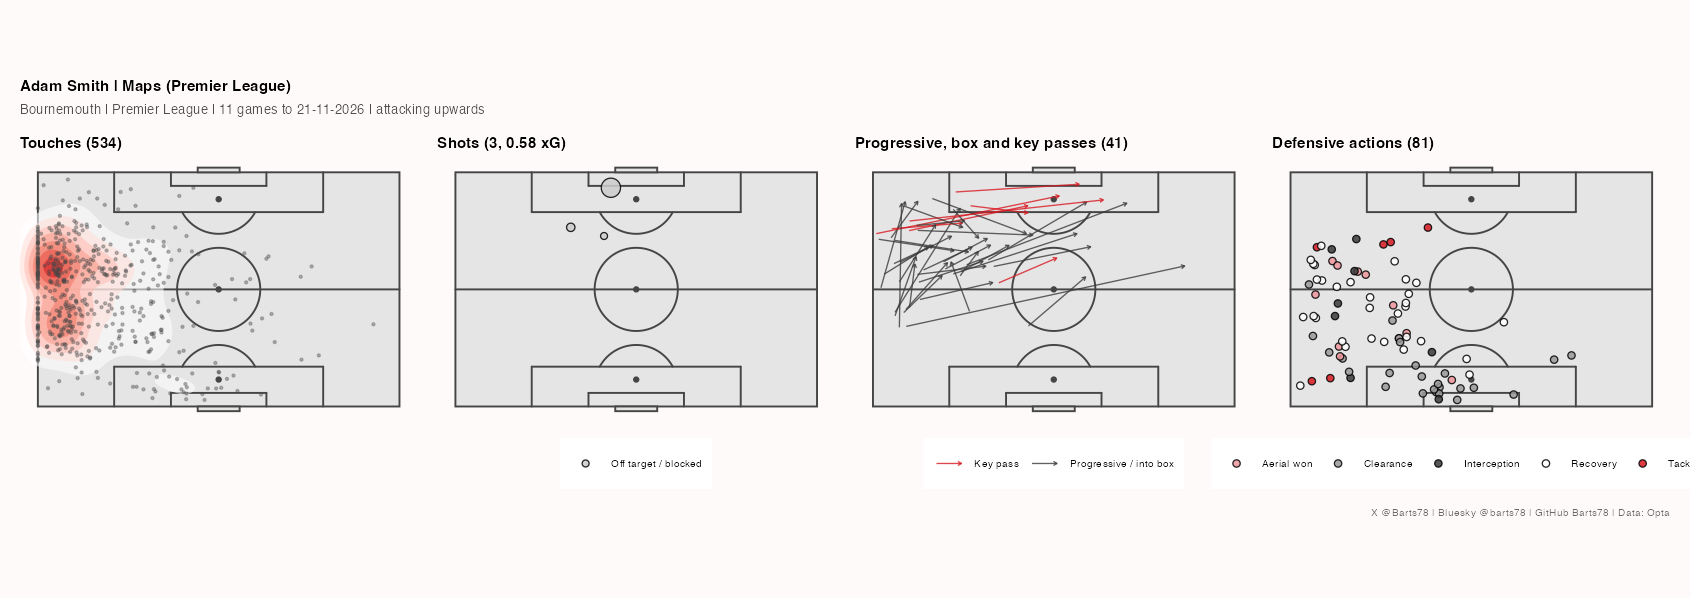 Adam Smith | Maps (Premier League)
Bournemouth | Premier League | 11 games to 21-11-2026 | attacking upwards
Touches (534)
Shots (3, 0.58 xG)
Progressive, box and key passes (41)
Defensive actions (81)
Off target / blocked
Key pass
Progressive / into box
Aerial won
Clearance
Interception
Recovery
Tack
X @Barts78 | Bluesky @barts78 | GitHub Barts78 | Data: Opta